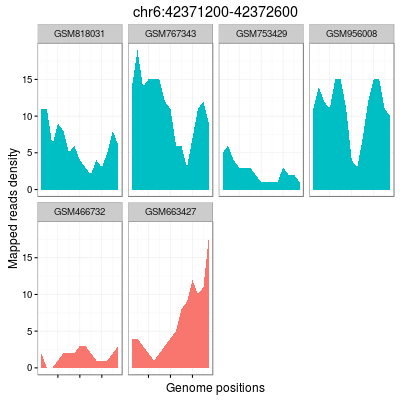 chr6:42371200-42372600
GSM818031 GSM767343 GSM753429 GSM956008
15
10
5
0
GSM466732 GSM663427
15
10
5
0
Mapped reads density
Genome positions